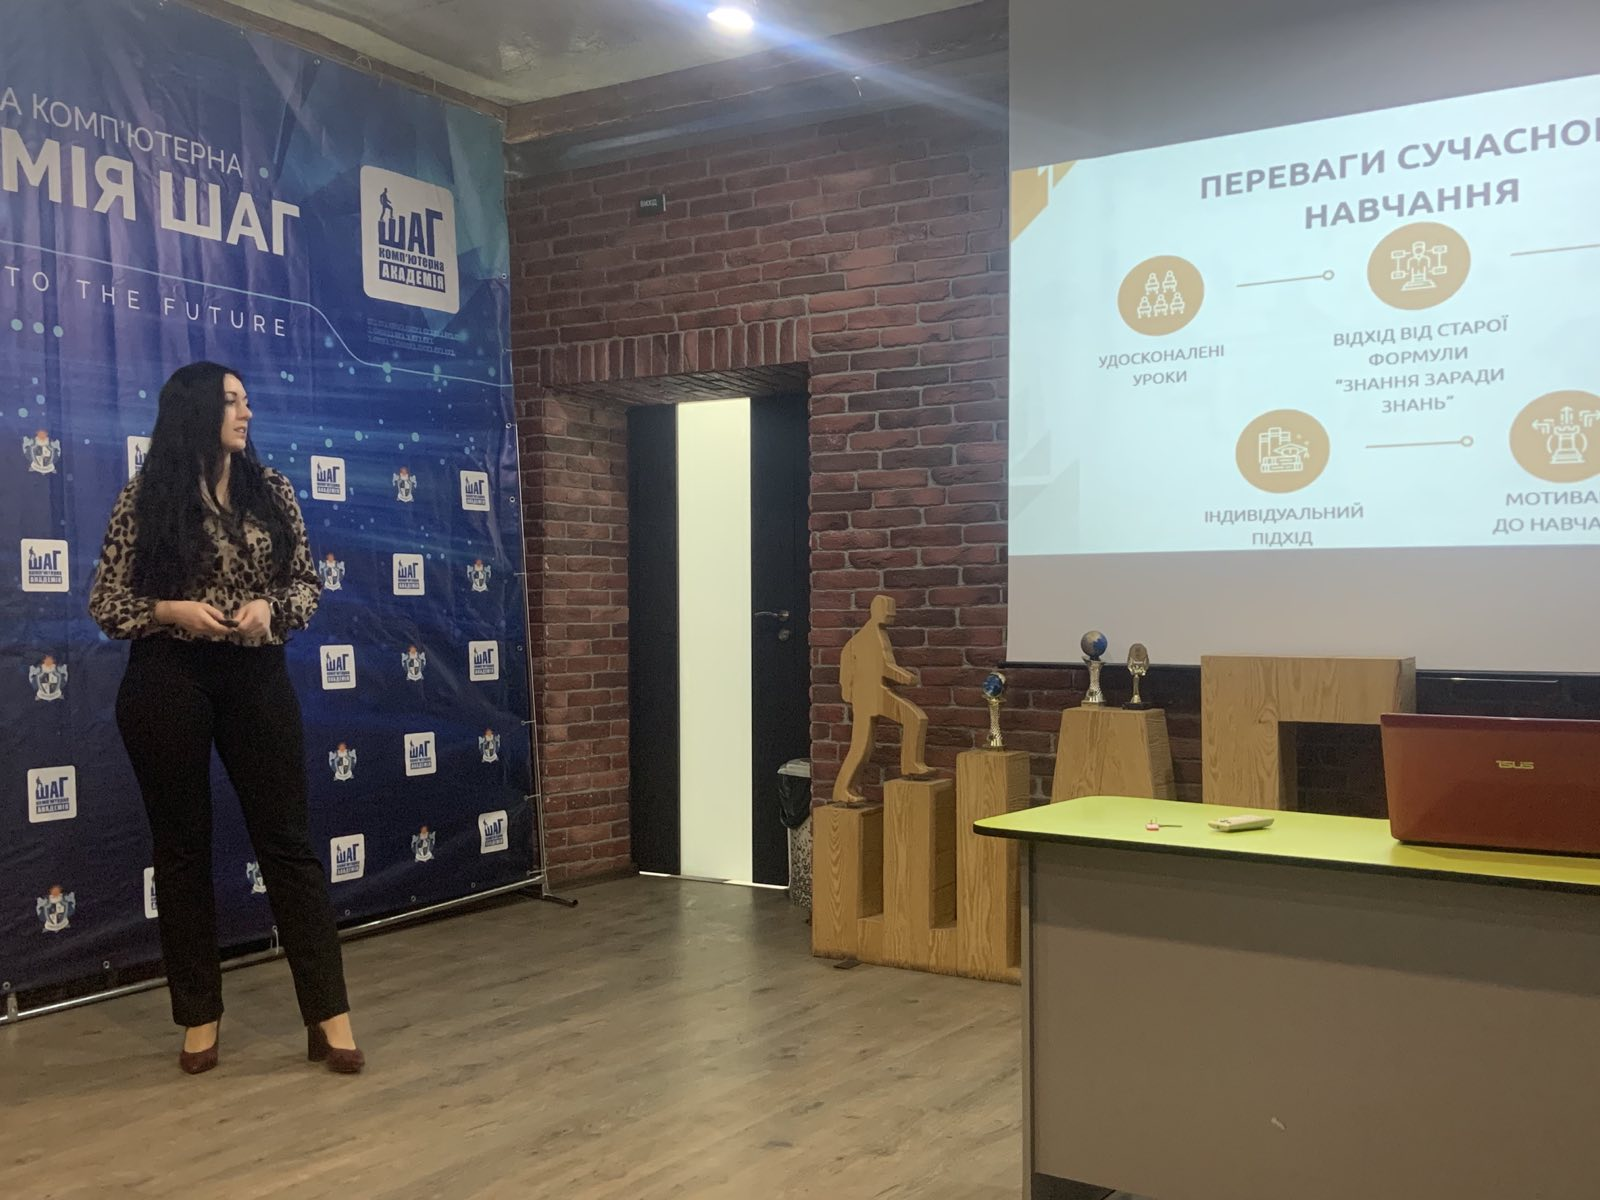 А КОМП'ЮТЕРНА
МІЯ ШАГ
TO THE FUTURE
ШАГ
КОМП'ЮТЕРНА
АКАДЕМІЯ
ВИХІД
ПЕРЕВАГИ СУЧАСНО
НАВЧАННЯ
УДОСКОНАЛЕНІ
УРОКИ
ВІДХІД ВІД СТАРОЇ
ФОРМУЛИ
"ЗНАННЯ ЗАРАДИ
ЗНАНЬ"
ІНДИВІДУАЛЬНИЙ
ПІДХІД
МОТИВА
ДО НАВЧА
ASUS